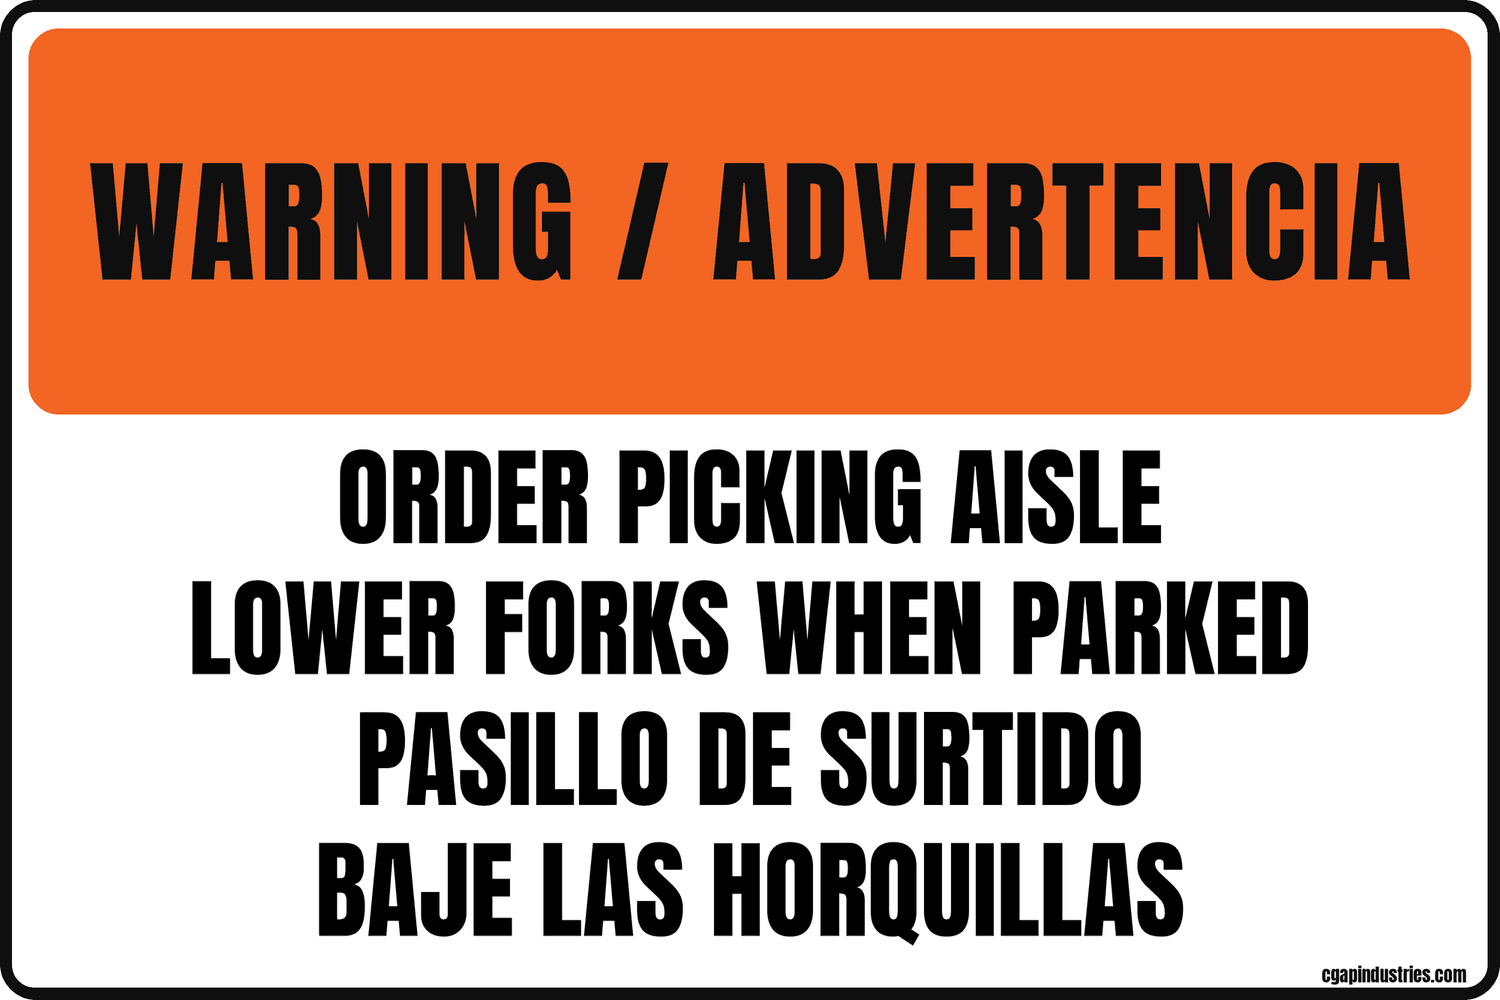 WARNING / ADVERTENCIA
ORDER PICKING AISLE
LOWER FORKS WHEN PARKED
PASILLO DE SURTIDO
BAJE LAS HORQUILLAS
cgapindustries.com